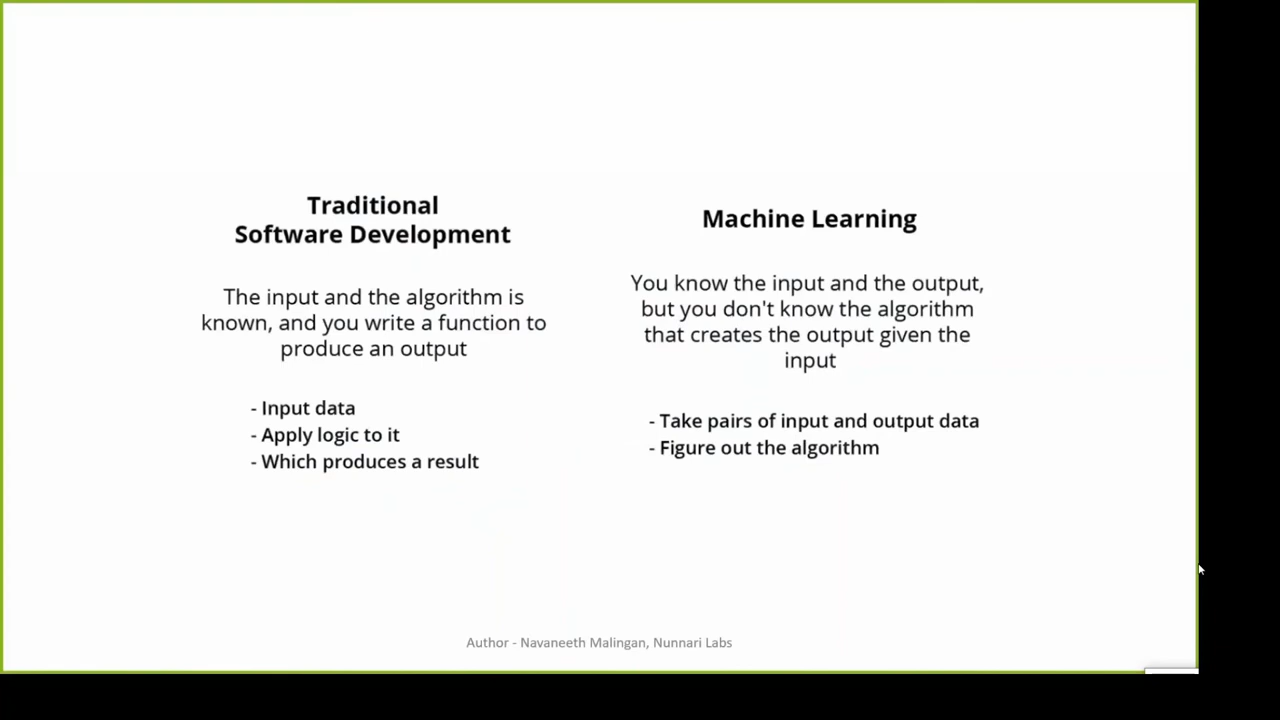 Traditional
Software Development
The input and the algorithm is
known, and you write a function to
produce an output
- Input data
- Apply logic to it
- Which produces a result
Machine Learning
You know the input and the output,
but you don't know the algorithm
that creates the output given the
input
- Take pairs of input and output data
- Figure out the algorithm
Author - Navaneeth Malingan, Nunnari Labs